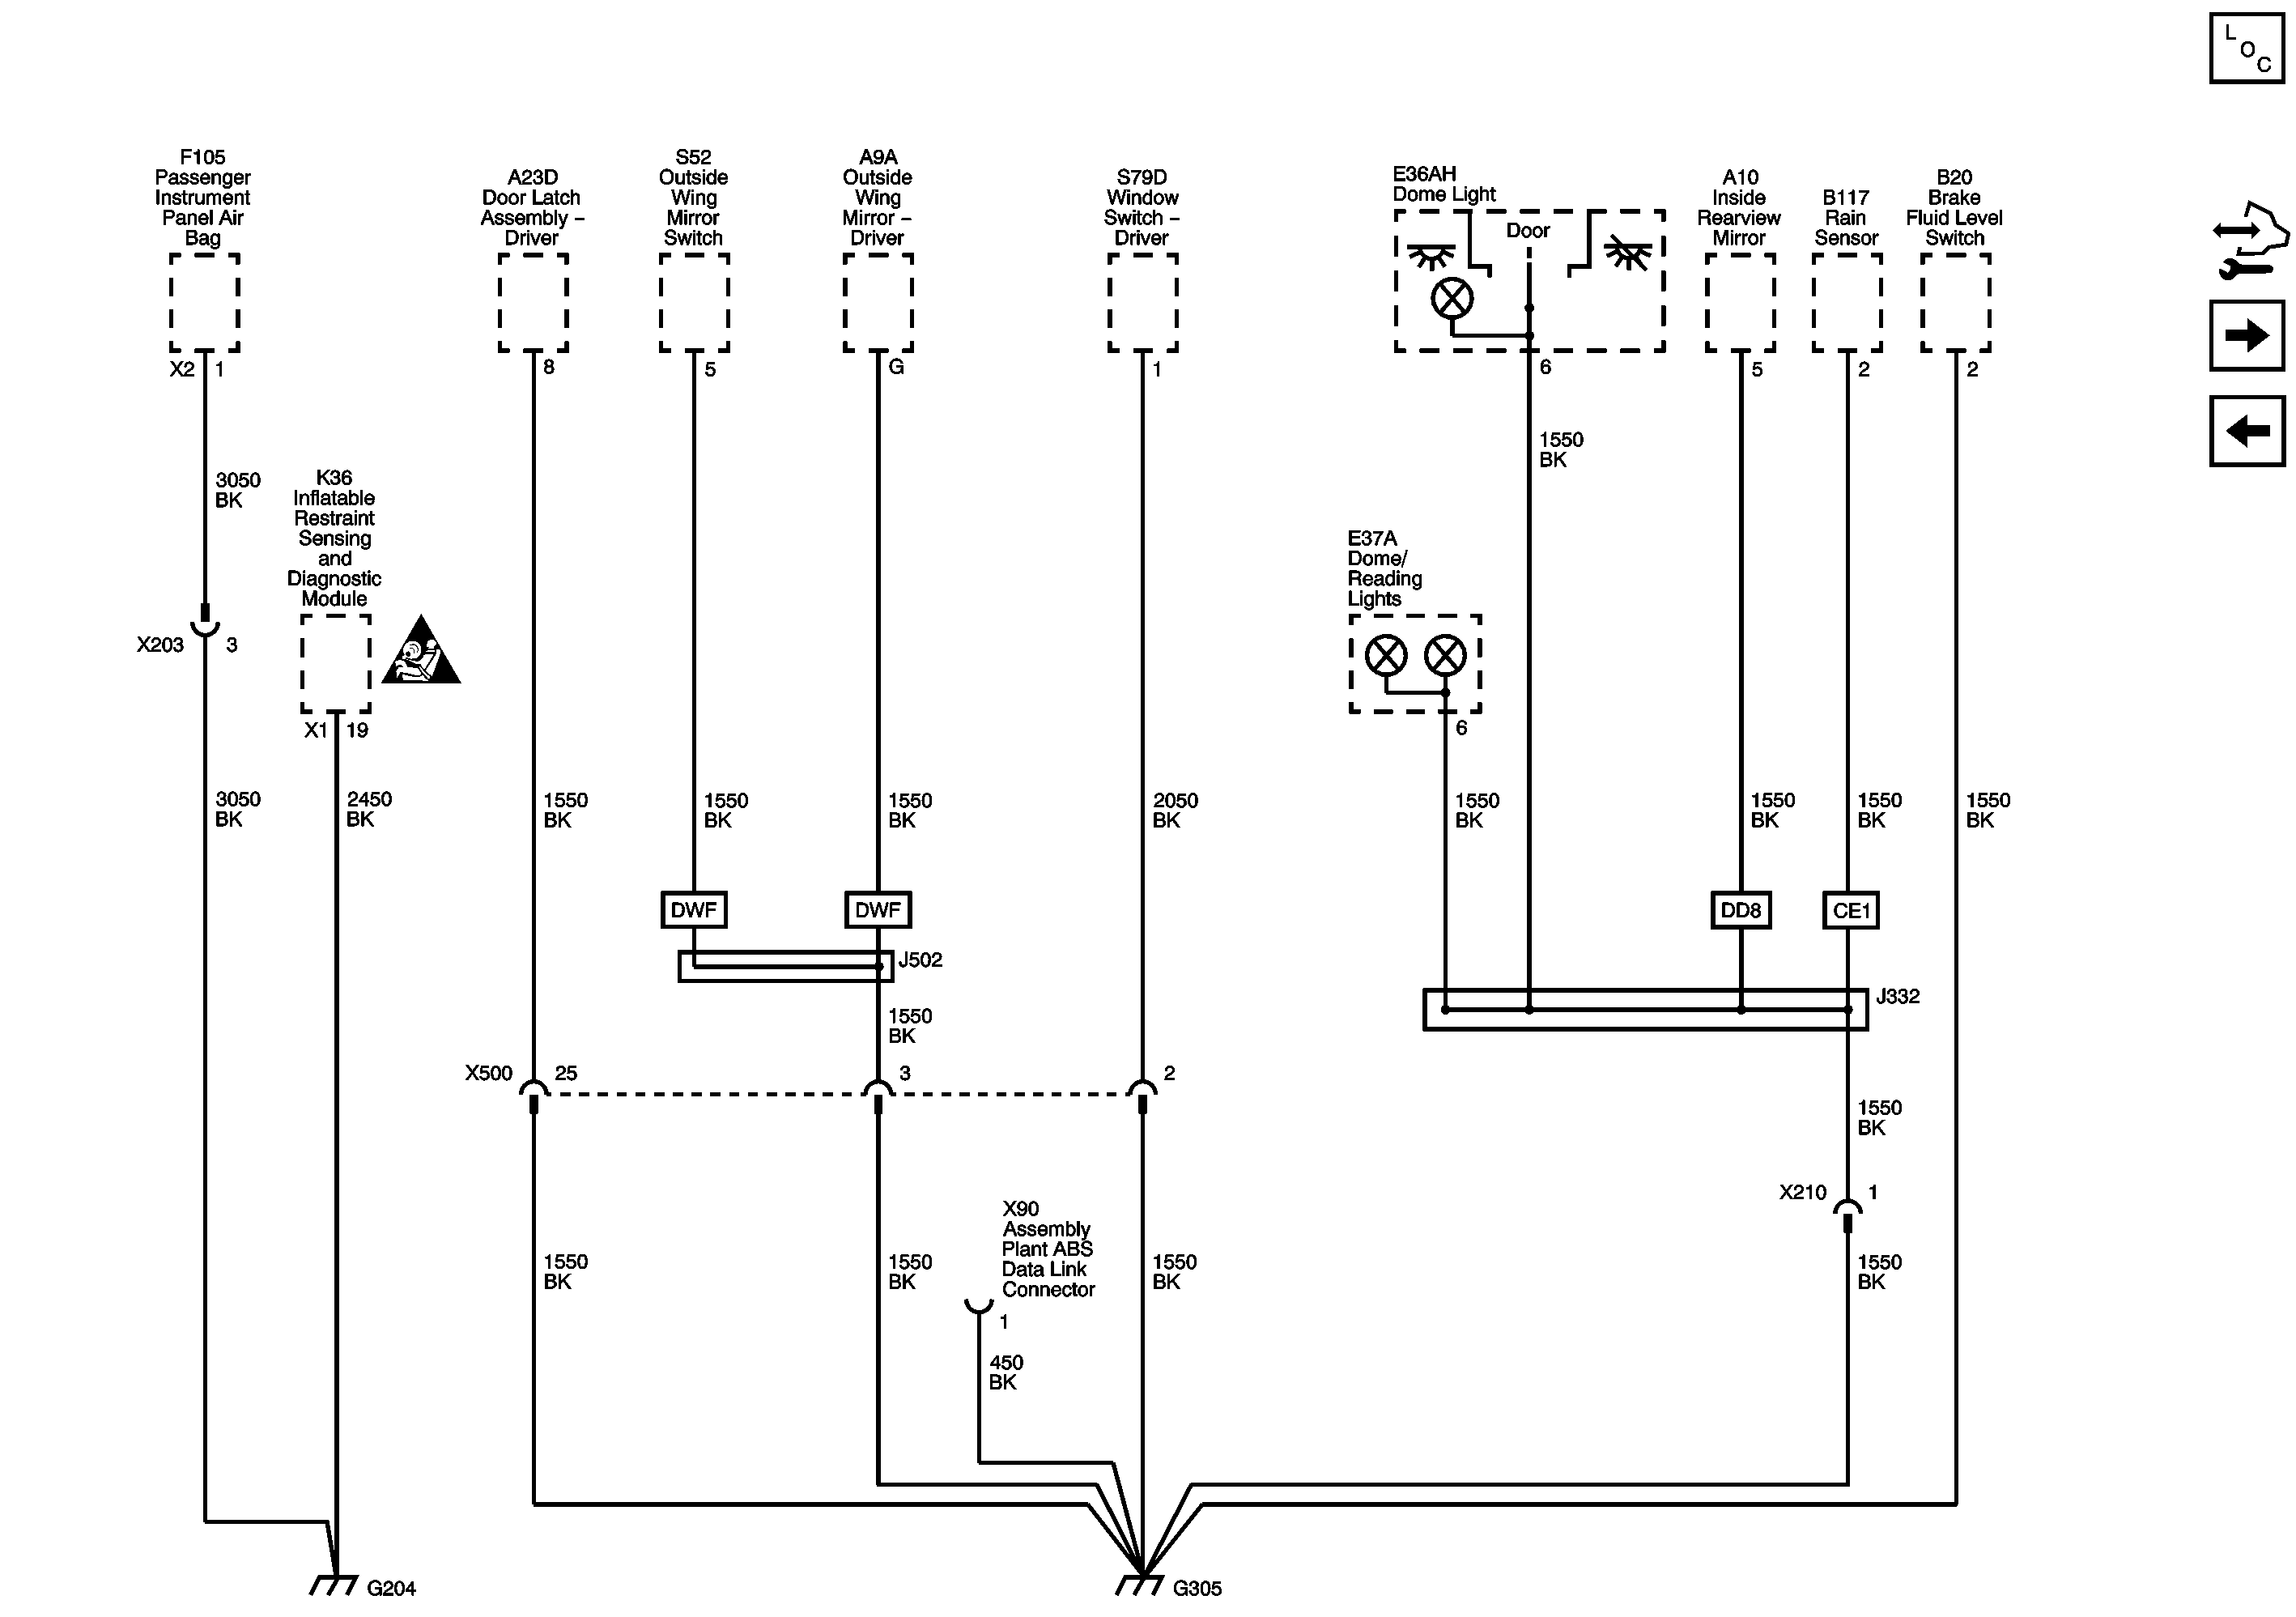 L
O
C
F105
Passenger
Instrument
Panel Air
Bag
A23D
Door Latch
Assembly –
Driver
S52
Outside
Wing
Mirror
Switch
A9A
Outside
Wing
Mirror –
Driver
S79D
Window
Switch –
Driver
E36AH
Dome Light
Door
A10
Inside
Rearview
Mirror
B117
Rain
Sensor
B20
Brake
Fluid Level
Switch
X2 1
8
5
G
1
6
5
2
2
1550
BK
3050
BK
K36
Inflatable
Restraint
Sensing
and
Diagnostic
Module
E37A
Dome/
Reading
Lights
X203 3
X1 19
6
3050
BK
2450
BK
1550
BK
1550
BK
1550
BK
2050
BK
1550
BK
1550
BK
1550
BK
1550
BK
DWF
DWF
DD8
CE1
J502
J332
1550
BK
X500 25
3
2
1550
BK
X210 1
X90
Assembly
Plant ABS
Data Link
Connector
1
1550
BK
1550
BK
1550
BK
1550
BK
450
BK
G204
G305